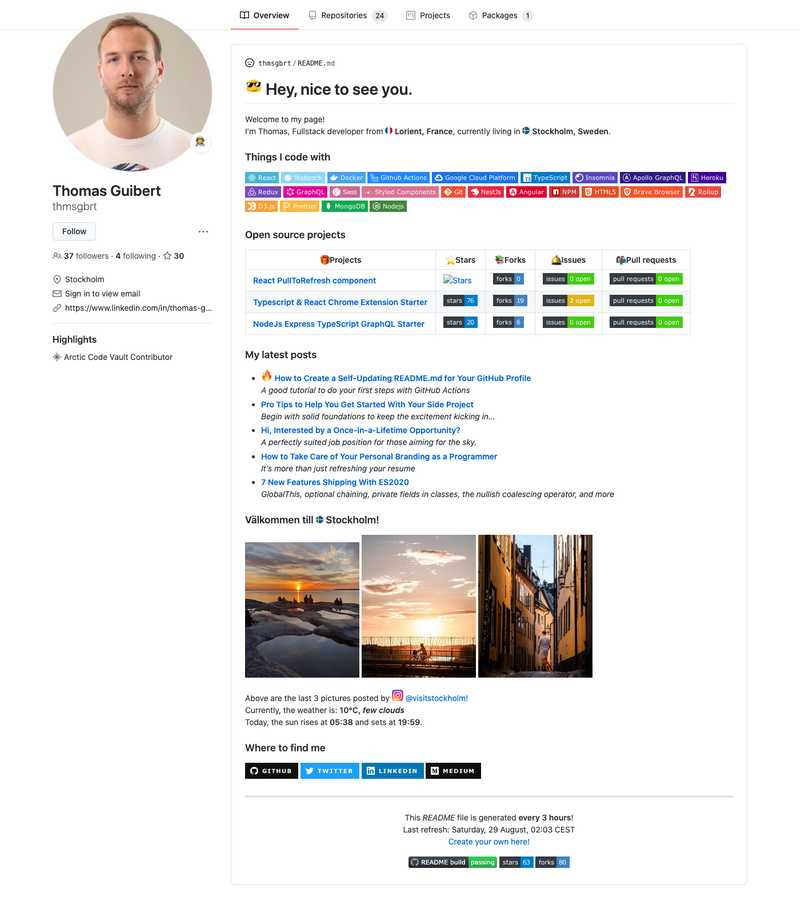 Overview Repositories 24 Projects Packages 1
Thomas Guibert
thmsgbrt
Follow ...
37 followers · 4 following · 30
Stockholm
Sign in to view email
https://www.linkedin.com/in/thomas-g...
Highlights
Arctic Code Vault Contributor
thmsgbrt / README.md
Hey, nice to see you.
Welcome to my page!
I'm Thomas, Fullstack developer from Lorient, France, currently living in Stockholm, Sweden.
Things I code with
React Webpack Docker Github Actions Google Cloud Platform TypeScript Insomnia Apollo GraphQL Heroku
Redux GraphQL Sass Styled Components Git NestJs Angular NPM HTML5 Brave Browser Rollup
D3.js Prettier MongoDB Nodejs
Open source projects
Projects Stars Forks Issues Pull requests
React PullToRefresh component Stars forks 0 issues 0 open pull requests 0 open
Typescript & React Chrome Extension Starter stars 76 forks 19 issues 2 open pull requests 0 open
NodeJs Express TypeScript GraphQL Starter stars 20 forks 6 issues 0 open pull requests 0 open
My latest posts
How to Create a Self-Updating README.md for Your GitHub Profile
A good tutorial to do your first steps with GitHub Actions
Pro Tips to Help You Get Started With Your Side Project
Begin with solid foundations to keep the excitement kicking in...
Hi, Interested by a Once-in-a-Lifetime Opportunity?
A perfectly suited job position for those aiming for the sky.
How to Take Care of Your Personal Branding as a Programmer
It's more than just refreshing your resume
7 New Features Shipping With ES2020
GlobalThis, optional chaining, private fields in classes, the nullish coalescing operator, and more
Välkommen till Stockholm!
Above are the last 3 pictures posted by @visitstockholm!
Currently, the weather is: 10°C, few clouds
Today, the sun rises at 05:38 and sets at 19:59.
Where to find me
GITHUB TWITTER LINKEDIN MEDIUM
This README file is generated every 3 hours!
Last refresh: Saturday, 29 August, 02:03 CEST
Create your own here!
README build passing stars 63 forks 80